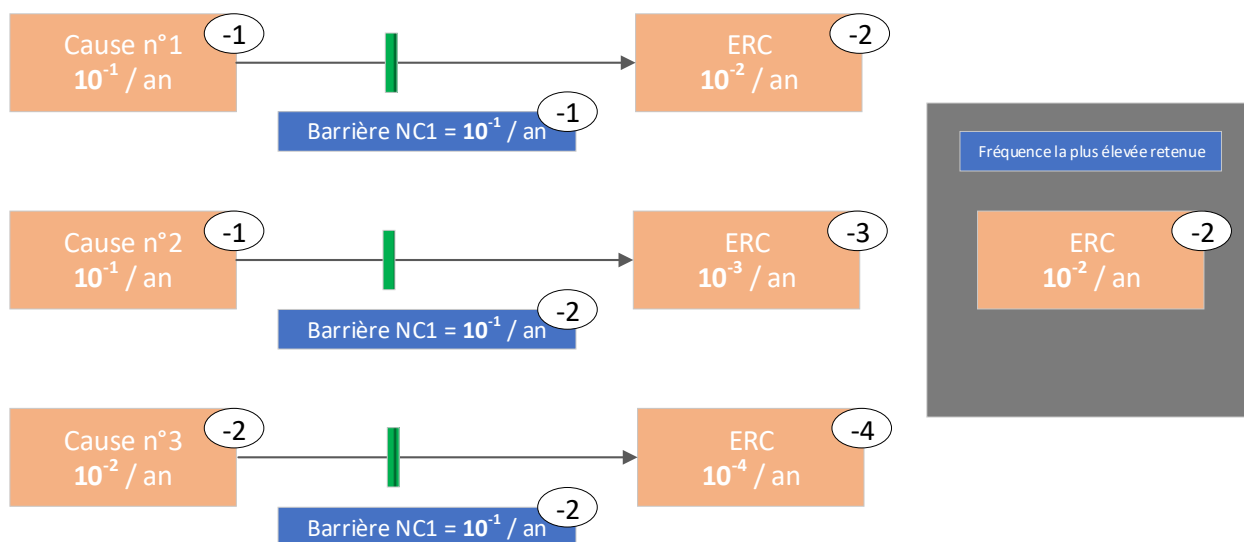 Cause n°1
10⁻¹ / an
-1
Barrière NC1 = 10⁻¹ / an
-1
ERC
10⁻² / an
-2
Cause n°2
10⁻¹ / an
-1
Barrière NC1 = 10⁻¹ / an
-2
ERC
10⁻³ / an
-3
Cause n°3
10⁻² / an
-2
Barrière NC1 = 10⁻¹ / an
-2
ERC
10⁻⁴ / an
-4
Fréquence la plus élevée retenue
ERC
10⁻² / an
-2